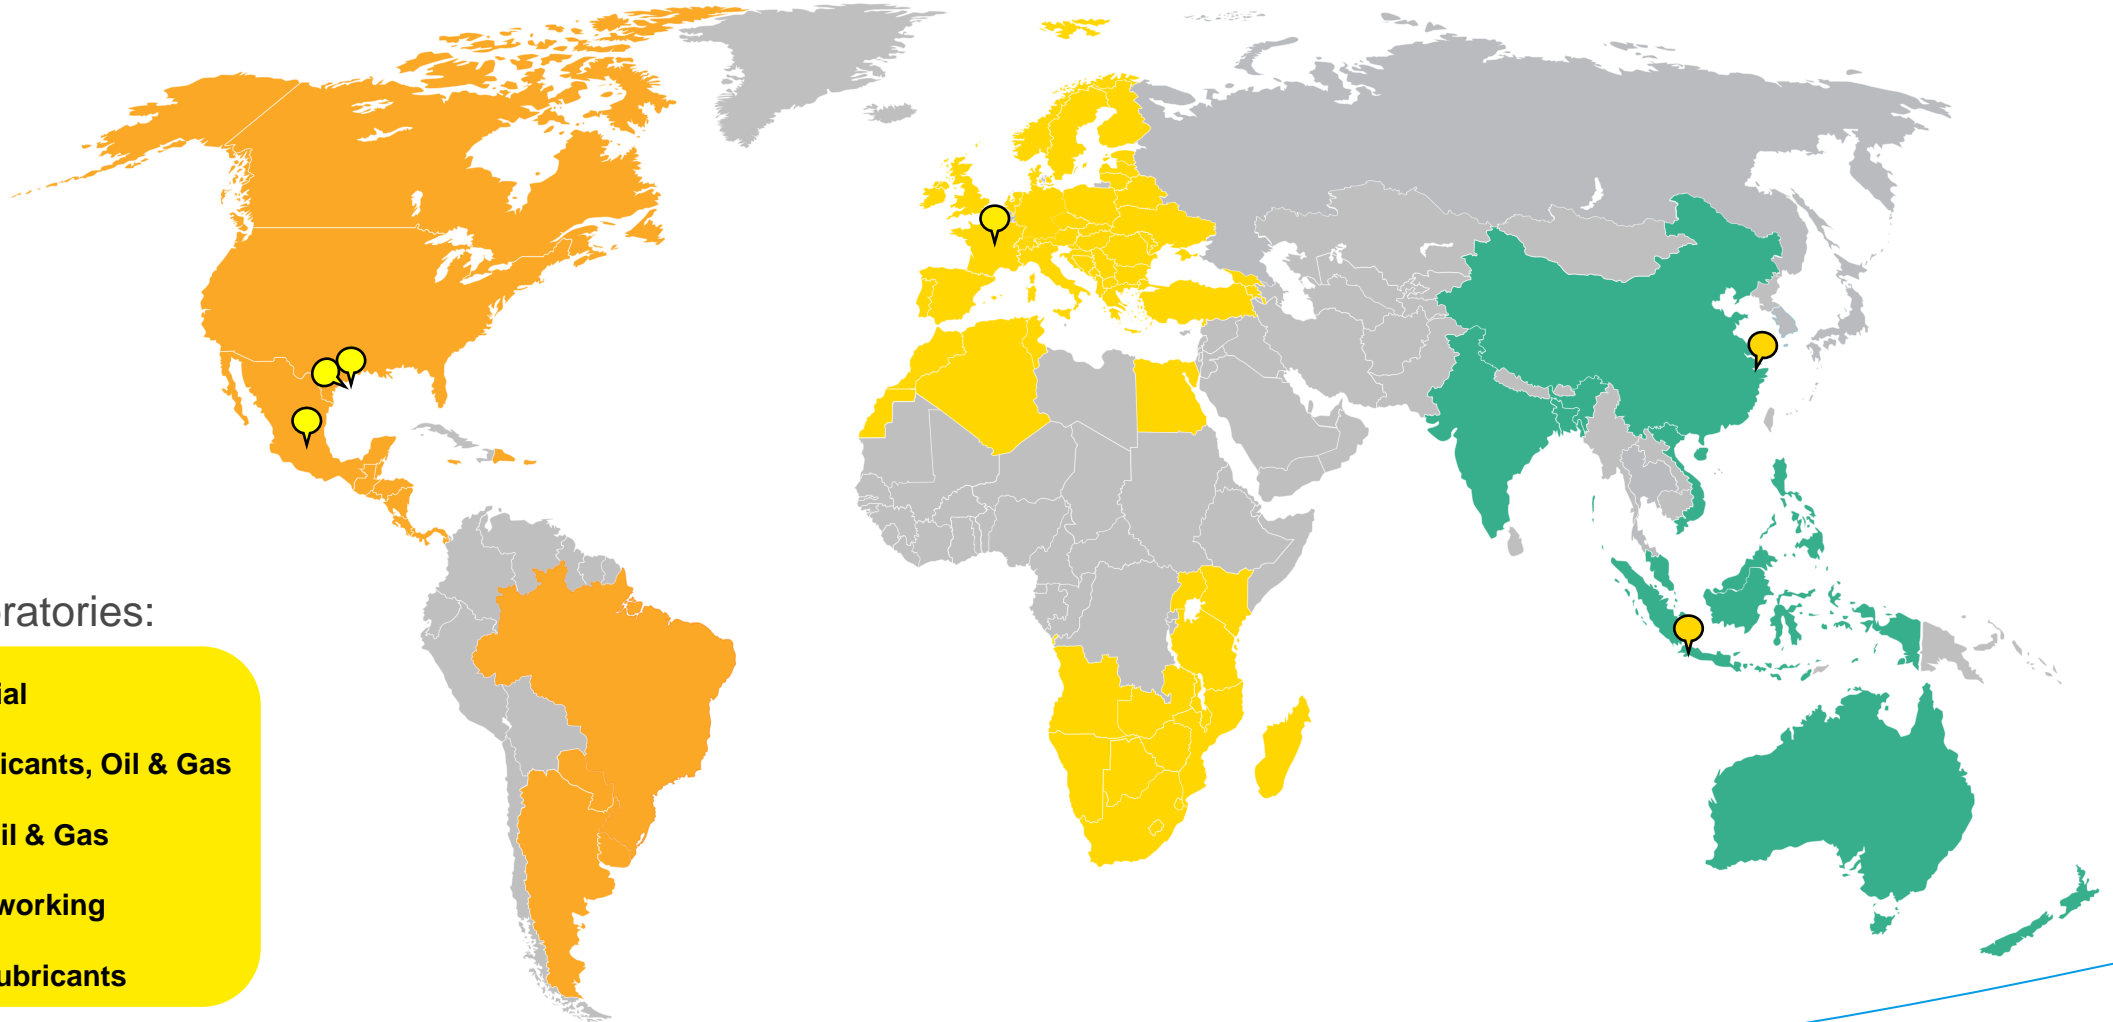 ratories:
ial
icants, Oil & Gas
il & Gas
working
ubricants